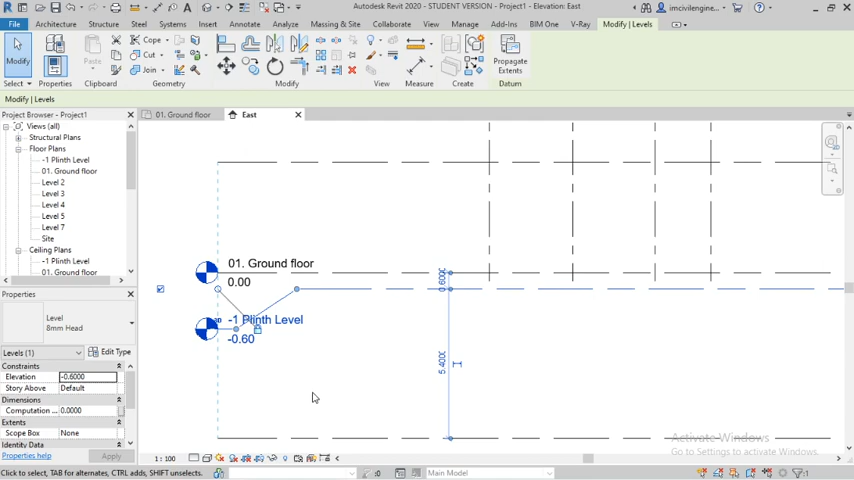 Autodesk Revit 2020 - STUDENT VERSION - Project1 - Elevation: East
imcivilengine...
File Architecture Structure Steel Systems Insert Annotate Analyze Massing & Site Collaborate View Manage Add-Ins BIM One V-Ray Modify | Levels
Modify
Properties
Paste
Cope
Cut
Join
Propagate
Extents
Select Properties Clipboard Geometry Modify View Measure Create Datum
Modify | Levels
Project Browser - Project1
01. Ground floor
East
Views (all)
Structural Plans
Floor Plans
-1 Plinth Level
01. Ground floor
Level 2
Level 3
Level 4
Level 5
Level 7
Site
Ceiling Plans
-1 Plinth Level
01. Ground floor
Properties
Level
8mm Head
Levels (1)
Edit Type
Constraints
Elevation -0.6000
Story Above Default
Dimensions
Computation ... 0.0000
Extents
Scope Box None
Identity Data
Properties help
Apply
01. Ground floor
0.00
3D
-1 Plinth Level
-0.60
0.6000
5.4000
Activate Windows
Go to Settings to activate Windows.
1 : 100
Click to select, TAB for alternates, CTRL adds, SHIFT unselects.
:0
Main Model
:1